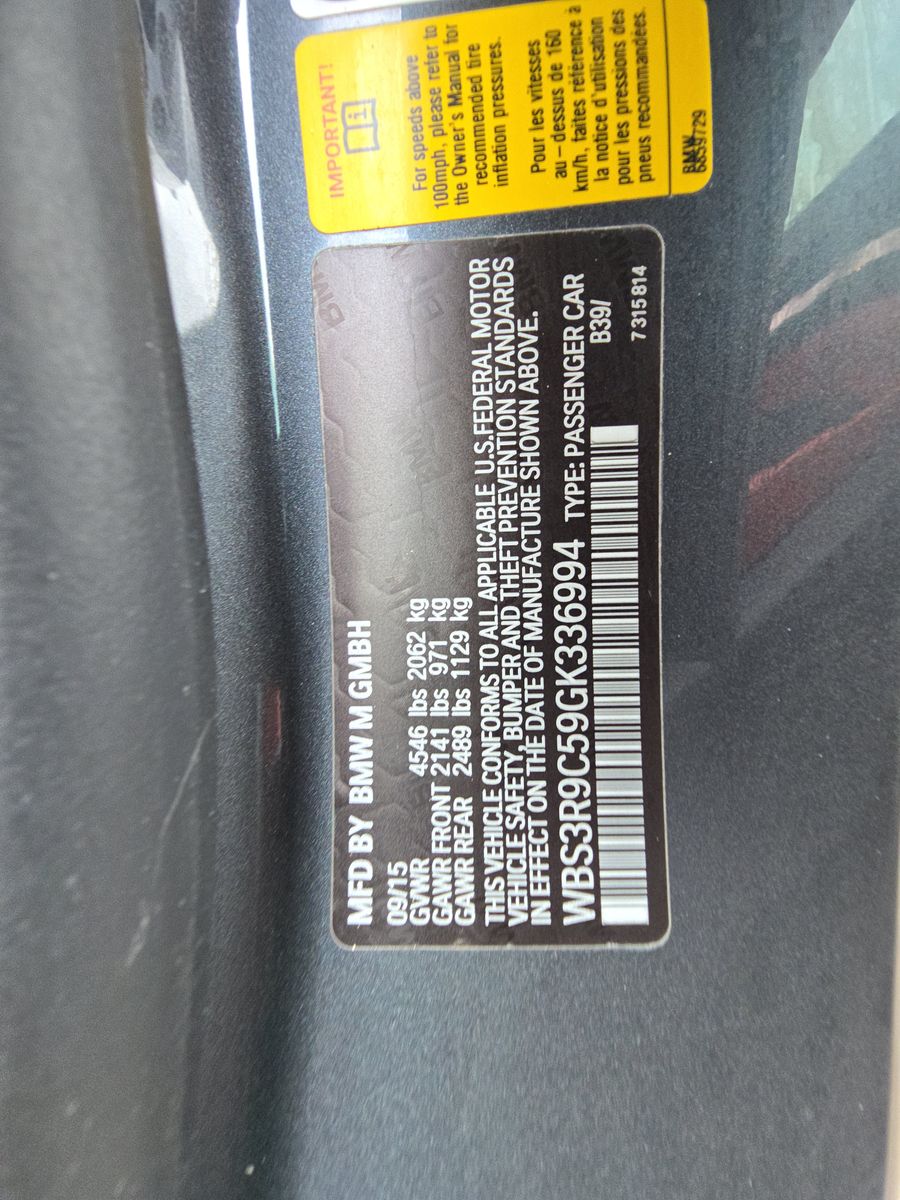 IMPORTANT!
For speeds above
100mph, please refer to
the Owner's Manual for
recommended tire
inflation pressures.
Pour les vitesses
au-dessus de 160
km/h, faites référence à
la notice d'utilisation
pour les pressions des
pneus recommandées.
BMW
6859729
MFD BY BMW M GMBH
09/15
GVWR 4546 lbs 2062 kg
GAWR FRONT 2141 lbs 971 kg
GAWR REAR 2489 lbs 1129 kg
THIS VEHICLE CONFORMS TO ALL APPLICABLE U.S.FEDERAL MOTOR
VEHICLE SAFETY, BUMPER AND THEFT PREVENTION STANDARDS
IN EFFECT ON THE DATE OF MANUFACTURE SHOWN ABOVE.
WBS3R9C59GK336994 TYPE: PASSENGER CAR
B39/
7 315 814